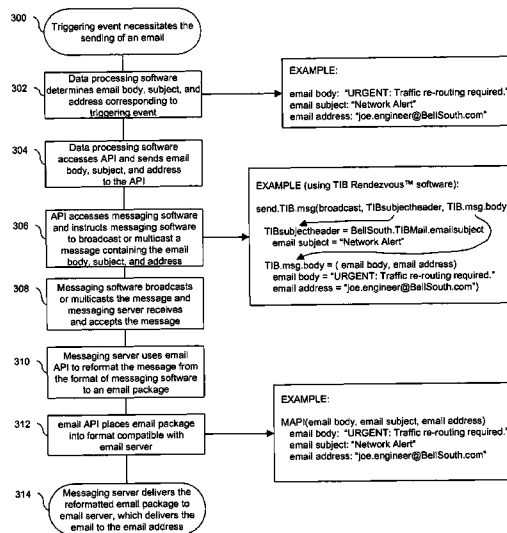 300
Triggering event necessitates the
sending of an email
302
Data processing software
determines email body, subject, and
address corresponding to
triggering event
EXAMPLE:
email body: "URGENT: Traffic re-routing required."
email subject: "Network Alert"
email address: "joe.engineer@BellSouth.com"
304
Data processing software
accesses API and sends email
body, subject, and address
to the API
306
API accesses messaging software
and instructs messaging software
to broadcast or multicast a
message containing the email
body, subject, and address
EXAMPLE (using TIB Rendezvous™ software):
send.TIB.msg(broadcast, TIBsubjectheader, TIB.msg.body)
TIBsubjectheader = BellSouth.TIBMail.emailsubject
email subject = "Network Alert"
TIB.msg.body = ( email body, email address)
email body = "URGENT: Traffic re-routing required."
email address = "joe.engineer@BellSouth.com")
308
Messaging software broadcasts
or multicasts the message and
messaging server receives
and accepts the message
310
Messaging server uses email
API to reformat the message from
the format of messaging software
to an email package
312
email API places email package
into format compatible with
email server
EXAMPLE:
MAPI(email body, email subject, email address)
email body: "URGENT: Traffic re-routing required."
email subject: "Network Alert"
email address: "joe.engineer@BellSouth.com"
314
Messaging server delivers the
reformatted email package to
email server, which delivers the
email to the email address